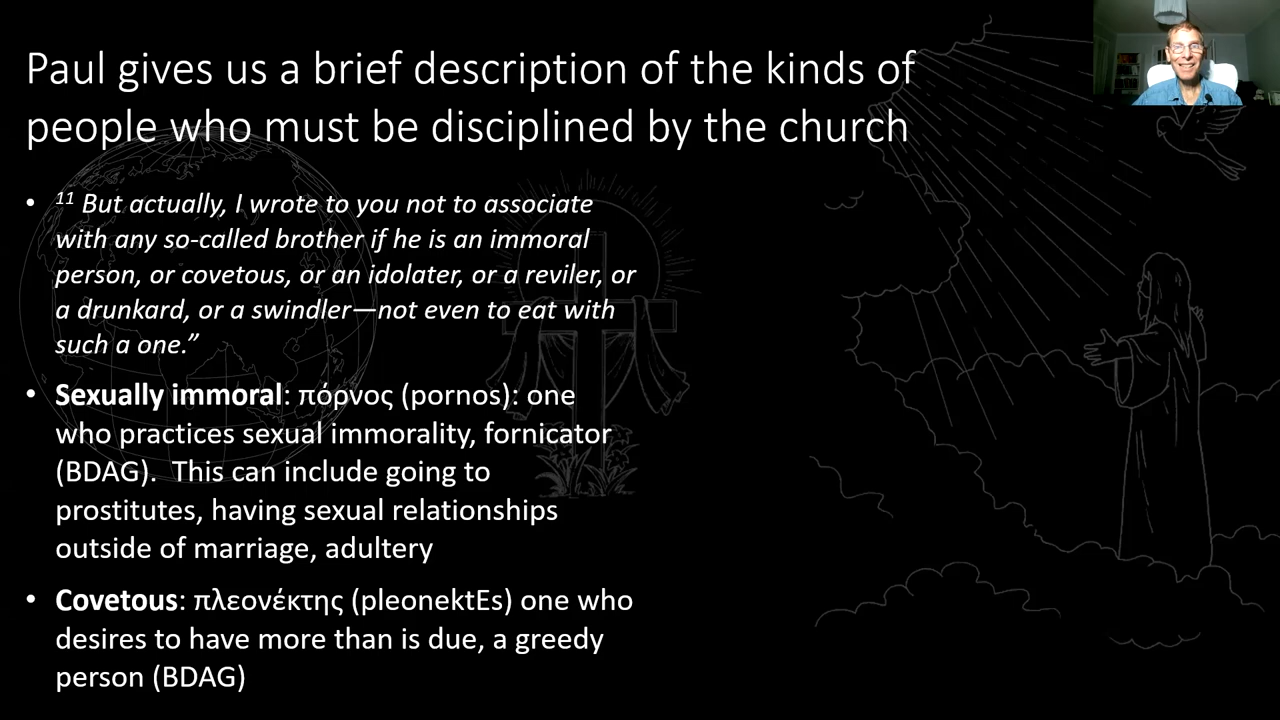 Paul gives us a brief description of the kinds of
people who must be disciplined by the church
• ¹¹ But actually, I wrote to you not to associate
with any so-called brother if he is an immoral
person, or covetous, or an idolater, or a reviler, or
a drunkard, or a swindler—not even to eat with
such a one.”
• Sexually immoral: πόρνος (pornos): one
who practices sexual immorality, fornicator
(BDAG).  This can include going to
prostitutes, having sexual relationships
outside of marriage, adultery
• Covetous: πλεονέκτης (pleonektEs) one who
desires to have more than is due, a greedy
person (BDAG)